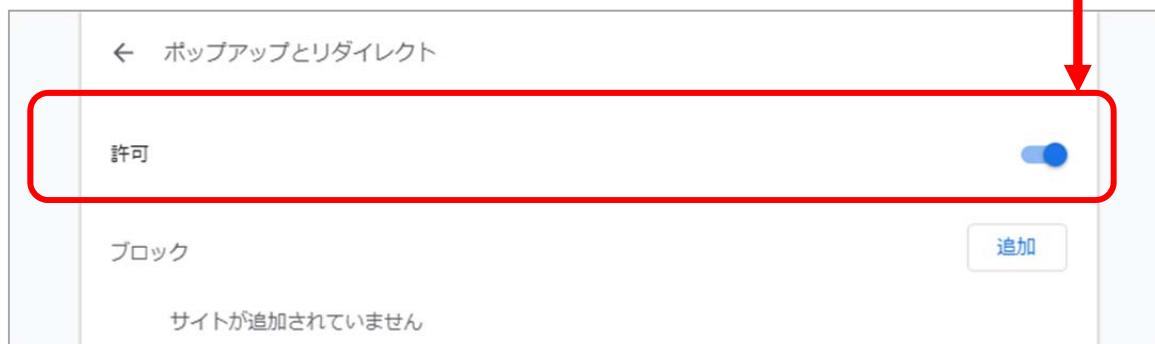 ポップアップとリダイレクト
許可
ブロック
追加
サイトが追加されていません